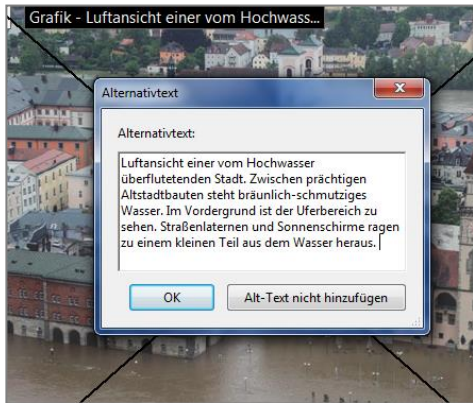 Grafik - Luftansicht einer vom Hochwass...
Alternativtext
Alternativtext:
Luftansicht einer vom Hochwasser
überflutetenden Stadt. Zwischen prächtigen
Altstadtbauten steht bräunlich-schmutziges
Wasser. Im Vordergrund ist der Uferbereich zu
sehen. Straßenlaternen und Sonnenschirme ragen
zu einem kleinen Teil aus dem Wasser heraus.
OK
Alt-Text nicht hinzufügen